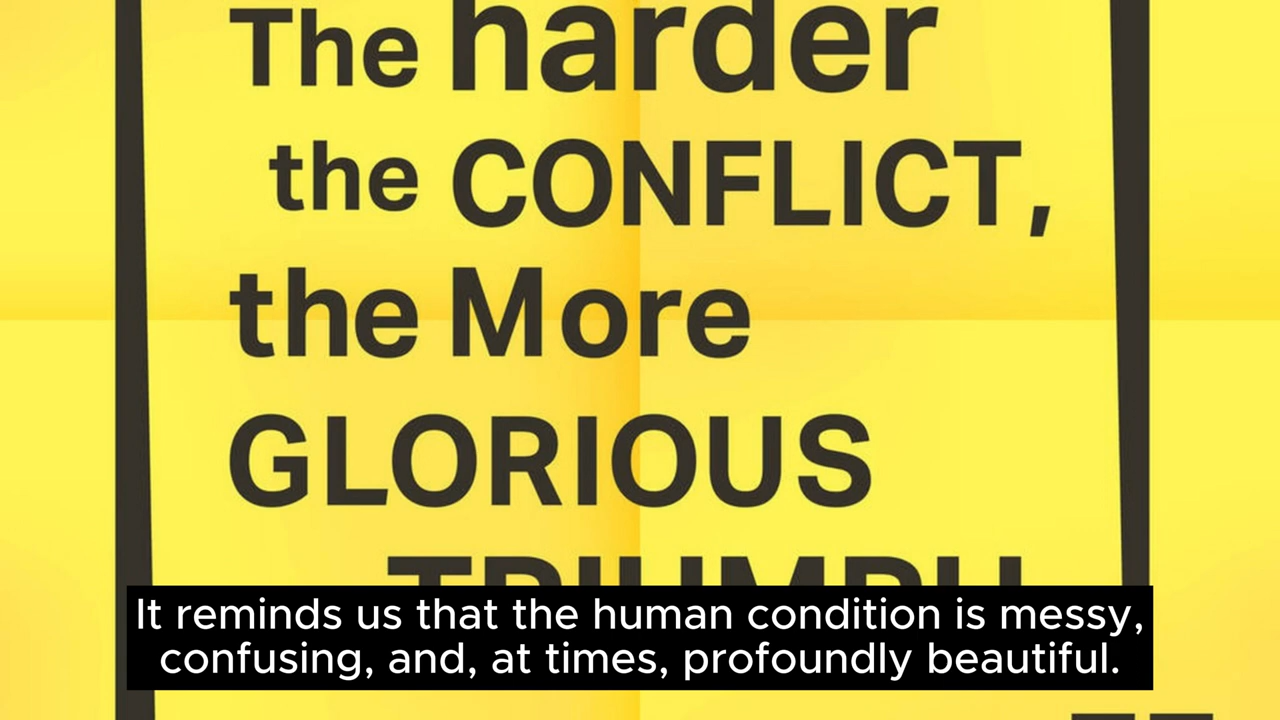 The harder
the CONFLICT,
the More
GLORIOUS
TRIUMPH
It reminds us that the human condition is messy,
confusing, and, at times, profoundly beautiful.